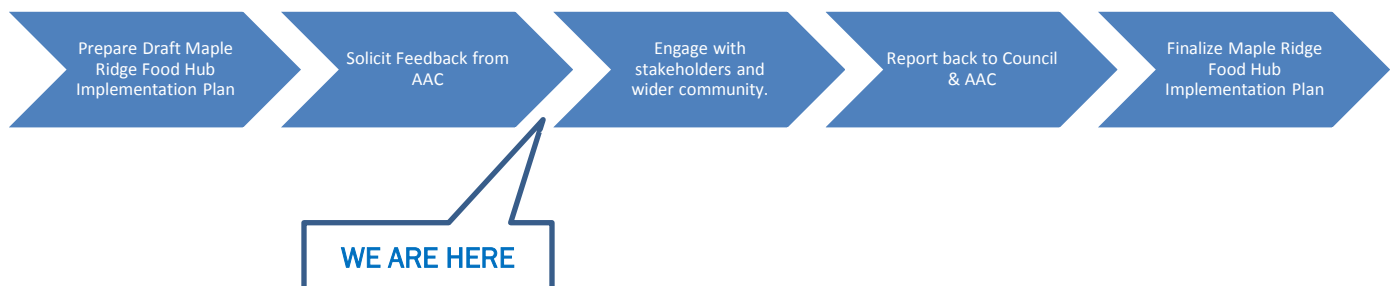 Prepare Draft Maple
Ridge Food Hub
Implementation Plan
Solicit Feedback from
AAC
Engage with
stakeholders and
wider community.
Report back to Council
& AAC
Finalize Maple Ridge
Food Hub
Implementation Plan
WE ARE HERE